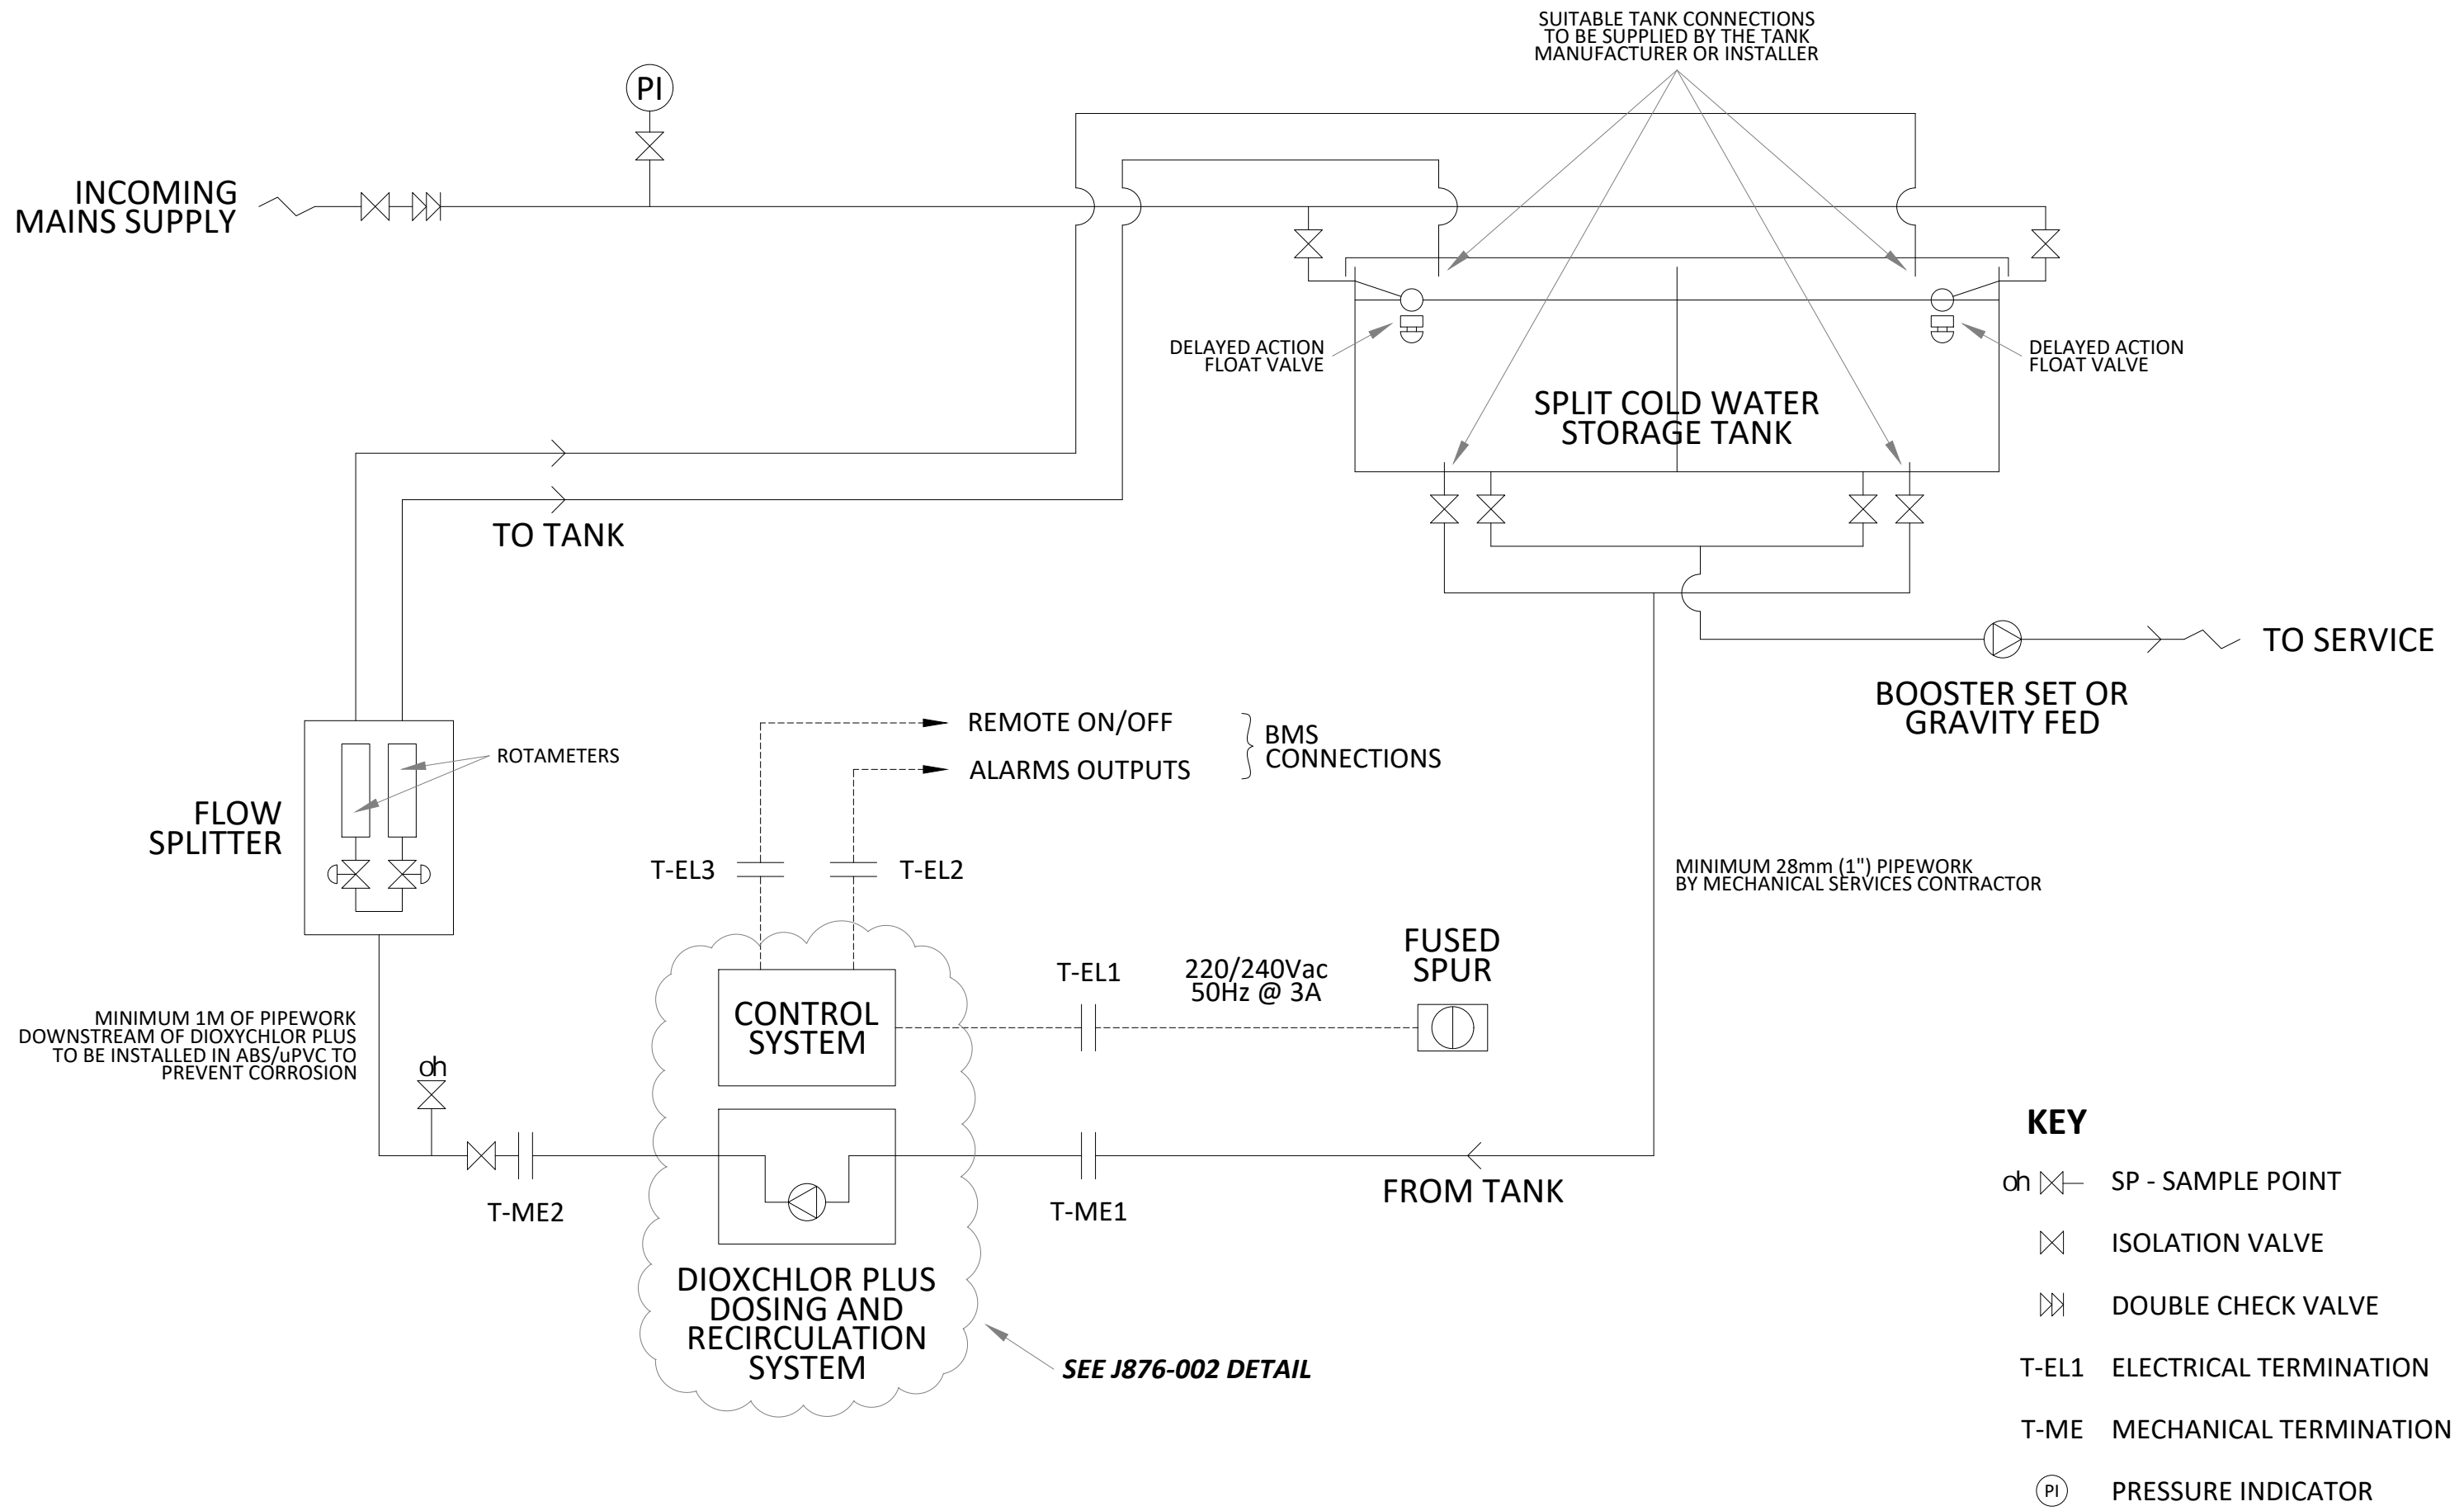 SUITABLE TANK CONNECTIONS
TO BE SUPPLIED BY THE TANK
MANUFACTURER OR INSTALLER
PI
INCOMING
MAINS SUPPLY
DELAYED ACTION
FLOAT VALVE
DELAYED ACTION
FLOAT VALVE
SPLIT COLD WATER
STORAGE TANK
TO TANK
TO SERVICE
BOOSTER SET OR
GRAVITY FED
REMOTE ON/OFF
ALARMS OUTPUTS
BMS
CONNECTIONS
ROTAMETERS
FLOW
SPLITTER
T-EL3
T-EL2
MINIMUM 28mm (1") PIPEWORK
BY MECHANICAL SERVICES CONTRACTOR
FUSED
SPUR
T-EL1
220/240Vac
50Hz @ 3A
CONTROL
SYSTEM
MINIMUM 1M OF PIPEWORK
DOWNSTREAM OF DIOXYCHLOR PLUS
TO BE INSTALLED IN ABS/uPVC TO
PREVENT CORROSION
oh
T-ME2
T-ME1
FROM TANK
DIOXCHLOR PLUS
DOSING AND
RECIRCULATION
SYSTEM
SEE J876-002 DETAIL
KEY
oh SP - SAMPLE POINT
ISOLATION VALVE
DOUBLE CHECK VALVE
T-EL1 ELECTRICAL TERMINATION
T-ME MECHANICAL TERMINATION
PI PRESSURE INDICATOR